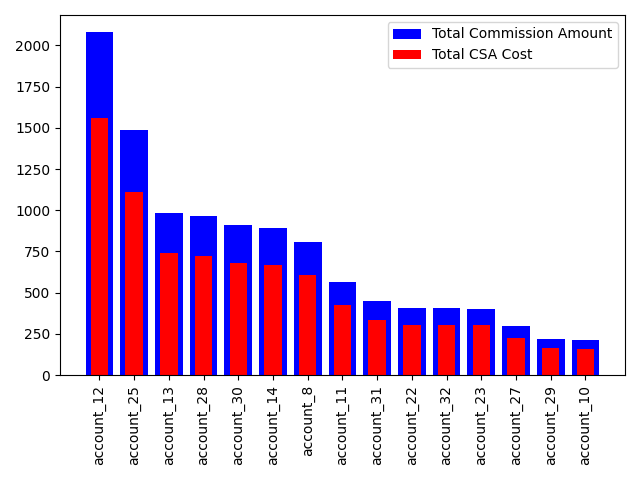 Total Commission Amount
Total CSA Cost
2000
1750
1500
1250
1000
750
500
250
0
account_12
account_25
account_13
account_28
account_30
account_14
account_8
account_11
account_31
account_22
account_32
account_23
account_27
account_29
account_10